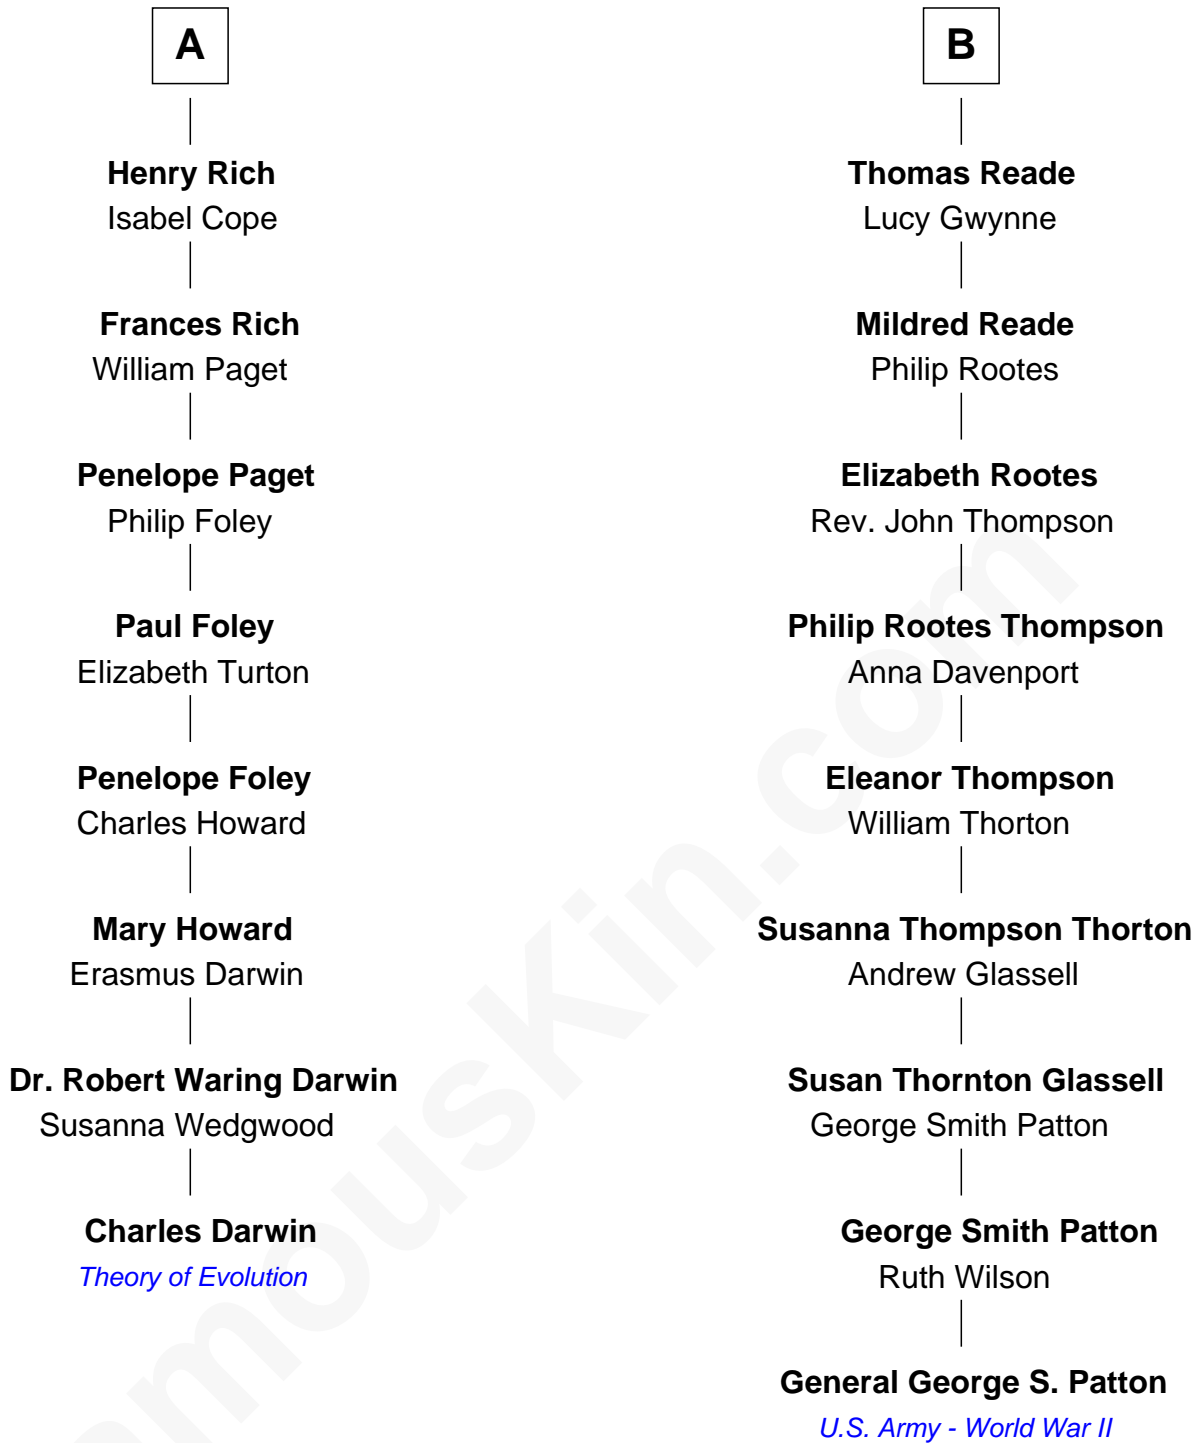 A
Henry Rich
Isabel Cope
Frances Rich
William Paget
Penelope Paget
Philip Foley
Paul Foley
Elizabeth Turton
Penelope Foley
Charles Howard
Mary Howard
Erasmus Darwin
Dr. Robert Waring Darwin
Susanna Wedgwood
Charles Darwin
Theory of Evolution
B
Thomas Reade
Lucy Gwynne
Mildred Reade
Philip Rootes
Elizabeth Rootes
Rev. John Thompson
Philip Rootes Thompson
Anna Davenport
Eleanor Thompson
William Thorton
Susanna Thompson Thorton
Andrew Glassell
Susan Thornton Glassell
George Smith Patton
George Smith Patton
Ruth Wilson
General George S. Patton
U.S. Army - World War II
mouskin.com